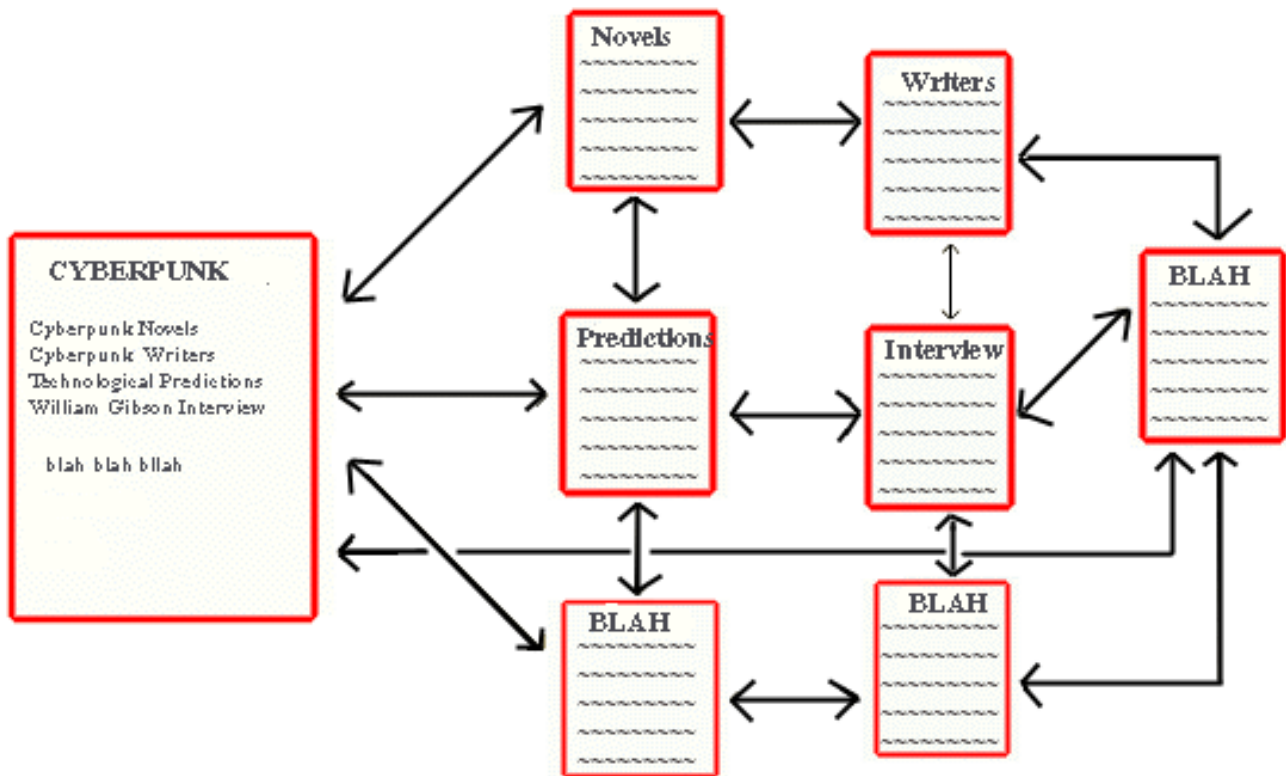 CYBERPUNK
Cyberpunk Novels
Cyberpunk Writers
Technological Predictions
William Gibson Interview
blah blah bllah
Novels
Writers
Predictions
Interview
BLAH
BLAH
BLAH